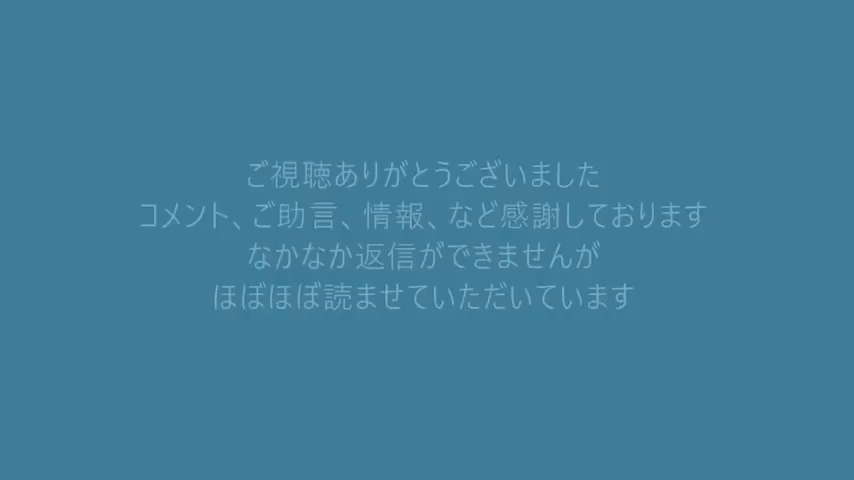 ご視聴ありがとうございました
コメント、ご助言、情報、など感謝しております
なかなか返信ができませんが
ほぼほぼ読ませていただいています